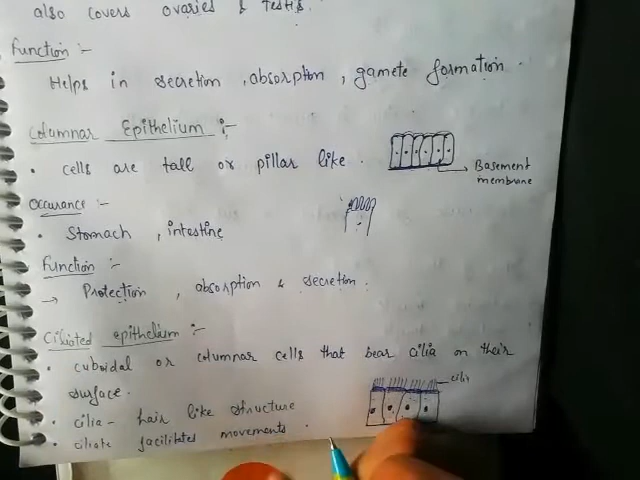 also covers ovaries & testis.
Function :-
Helps in secretion, absorption, gamete formation.
Columnar Epithelium :-
• cells are tall or pillar like.
Basement membrane
Occurance :-
• Stomach, intestine
Function :-
→ Protection, absorption & secretion.
Ciliated epithelium :-
• cuboidal or columnar cells that bear cilia on their
surface.
cilia
• cilia - hair like structure
• ciliate facilitates movements.